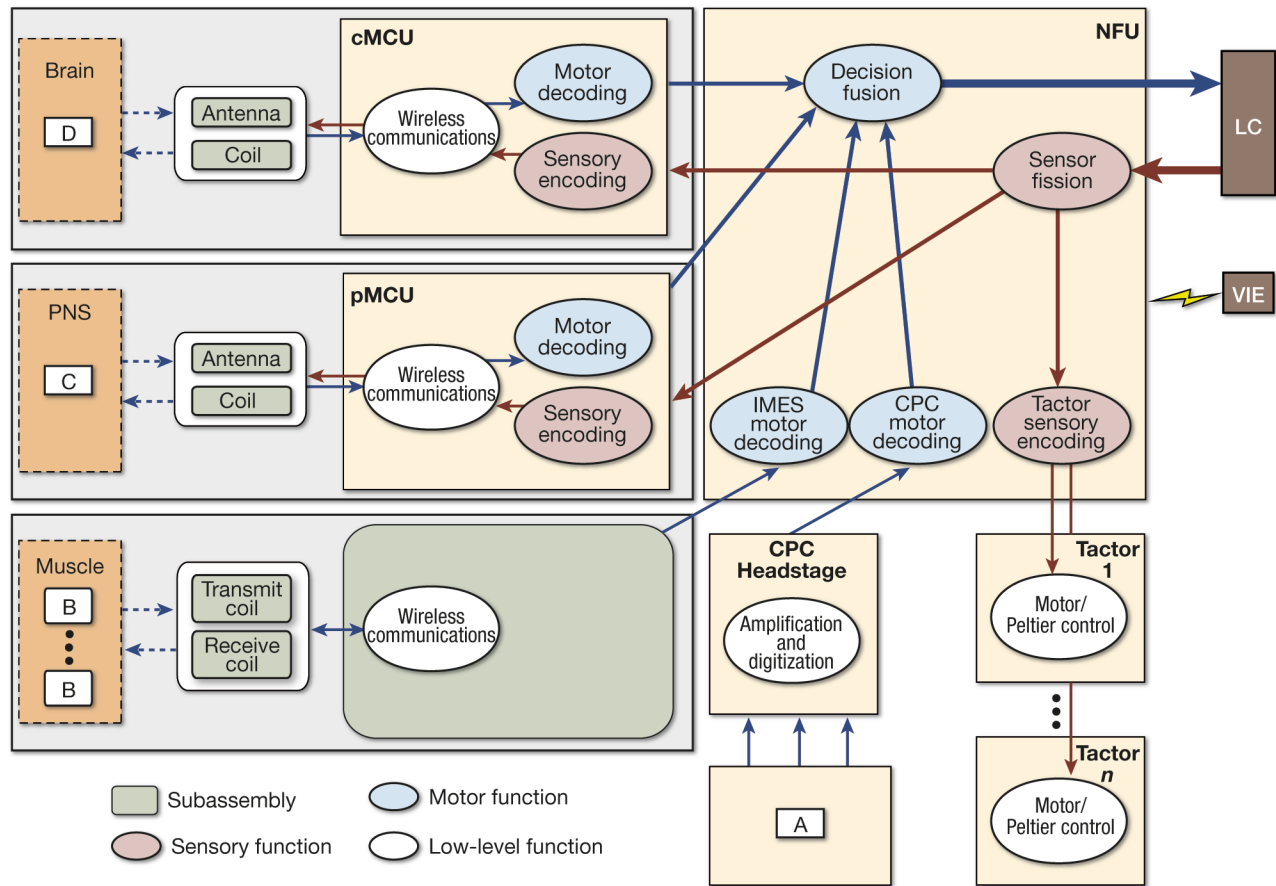 cMCU
Brain
D
Antenna
Coil
Wireless
communications
Motor
decoding
Sensory
encoding
NFU
Decision
fusion
Sensor
fission
LC
VIE
pMCU
PNS
C
Antenna
Coil
Wireless
communications
Motor
decoding
Sensory
encoding
IMES
motor
decoding
CPC
motor
decoding
Tactor
sensory
encoding
Muscle
B
B
Transmit
coil
Receive
coil
Wireless
communications
CPC
Headstage
Amplification
and
digitization
A
Tactor
1
Motor/
Peltier control
Tactor
n
Motor/
Peltier control
Subassembly
Motor function
Sensory function
Low-level function